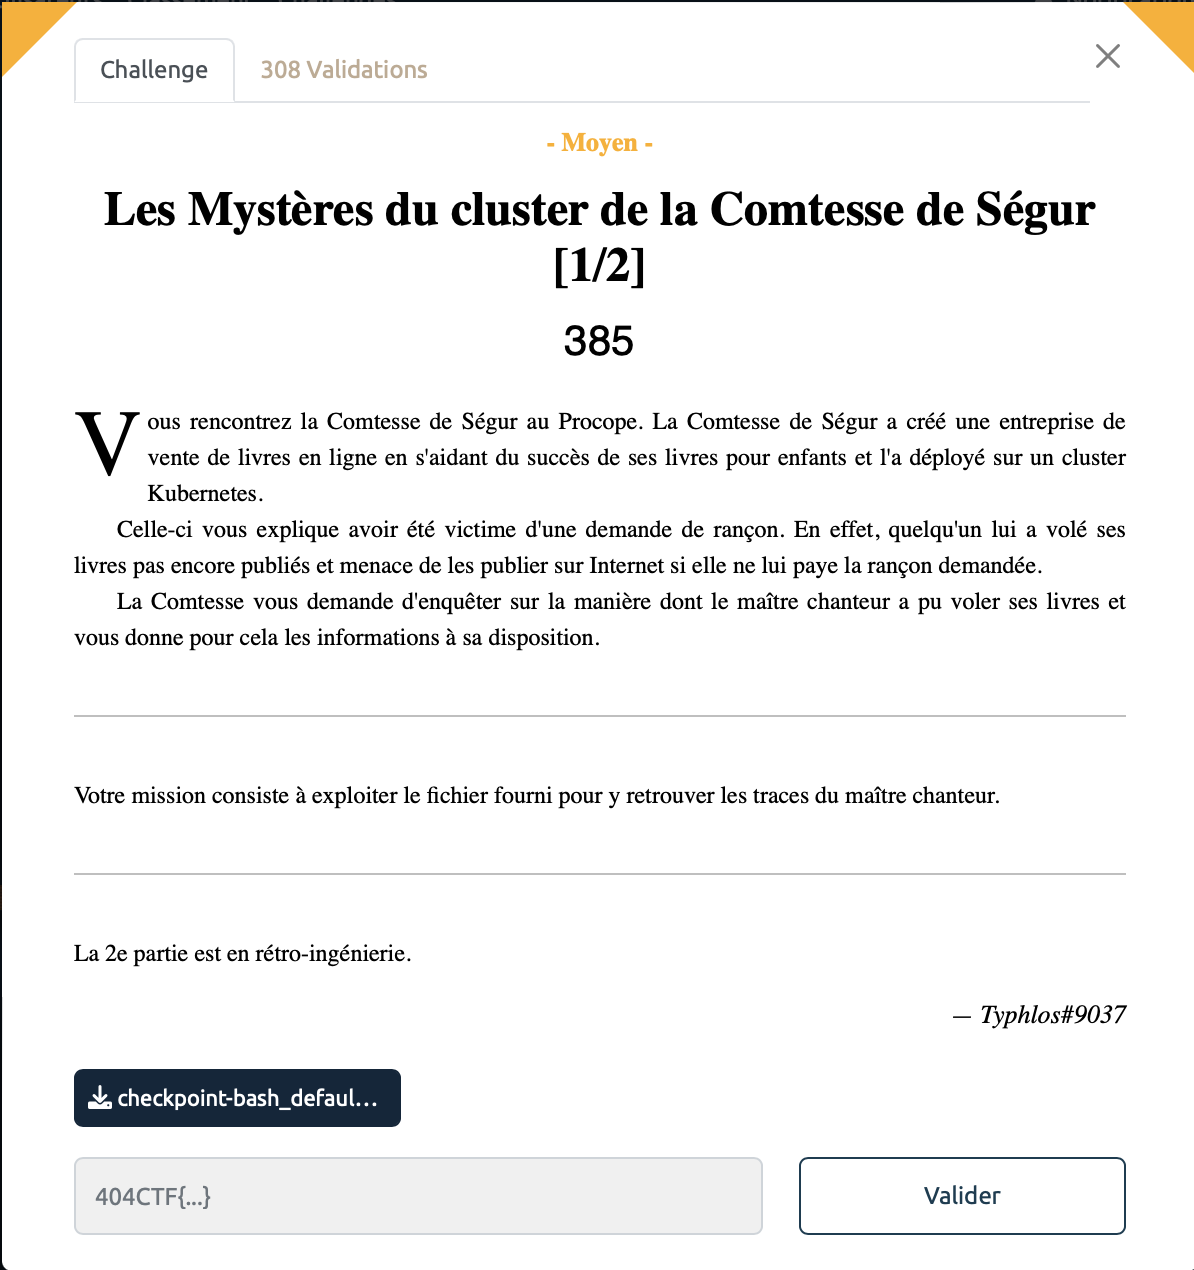 Challenge
308 Validations
- Moyen -
Les Mystères du cluster de la Comtesse de Ségur
[1/2]
385
Vous rencontrez la Comtesse de Ségur au Procope. La Comtesse de Ségur a créé une entreprise de
vente de livres en ligne en s'aidant du succès de ses livres pour enfants et l'a déployé sur un cluster
Kubernetes.
Celle-ci vous explique avoir été victime d'une demande de rançon. En effet, quelqu'un lui a volé ses
livres pas encore publiés et menace de les publier sur Internet si elle ne lui paye la rançon demandée.
La Comtesse vous demande d'enquêter sur la manière dont le maître chanteur a pu voler ses livres et
vous donne pour cela les informations à sa disposition.
Votre mission consiste à exploiter le fichier fourni pour y retrouver les traces du maître chanteur.
La 2e partie est en rétro-ingénierie.
— Typhlos#9037
checkpoint-bash_defaul...
404CTF{...}
Valider